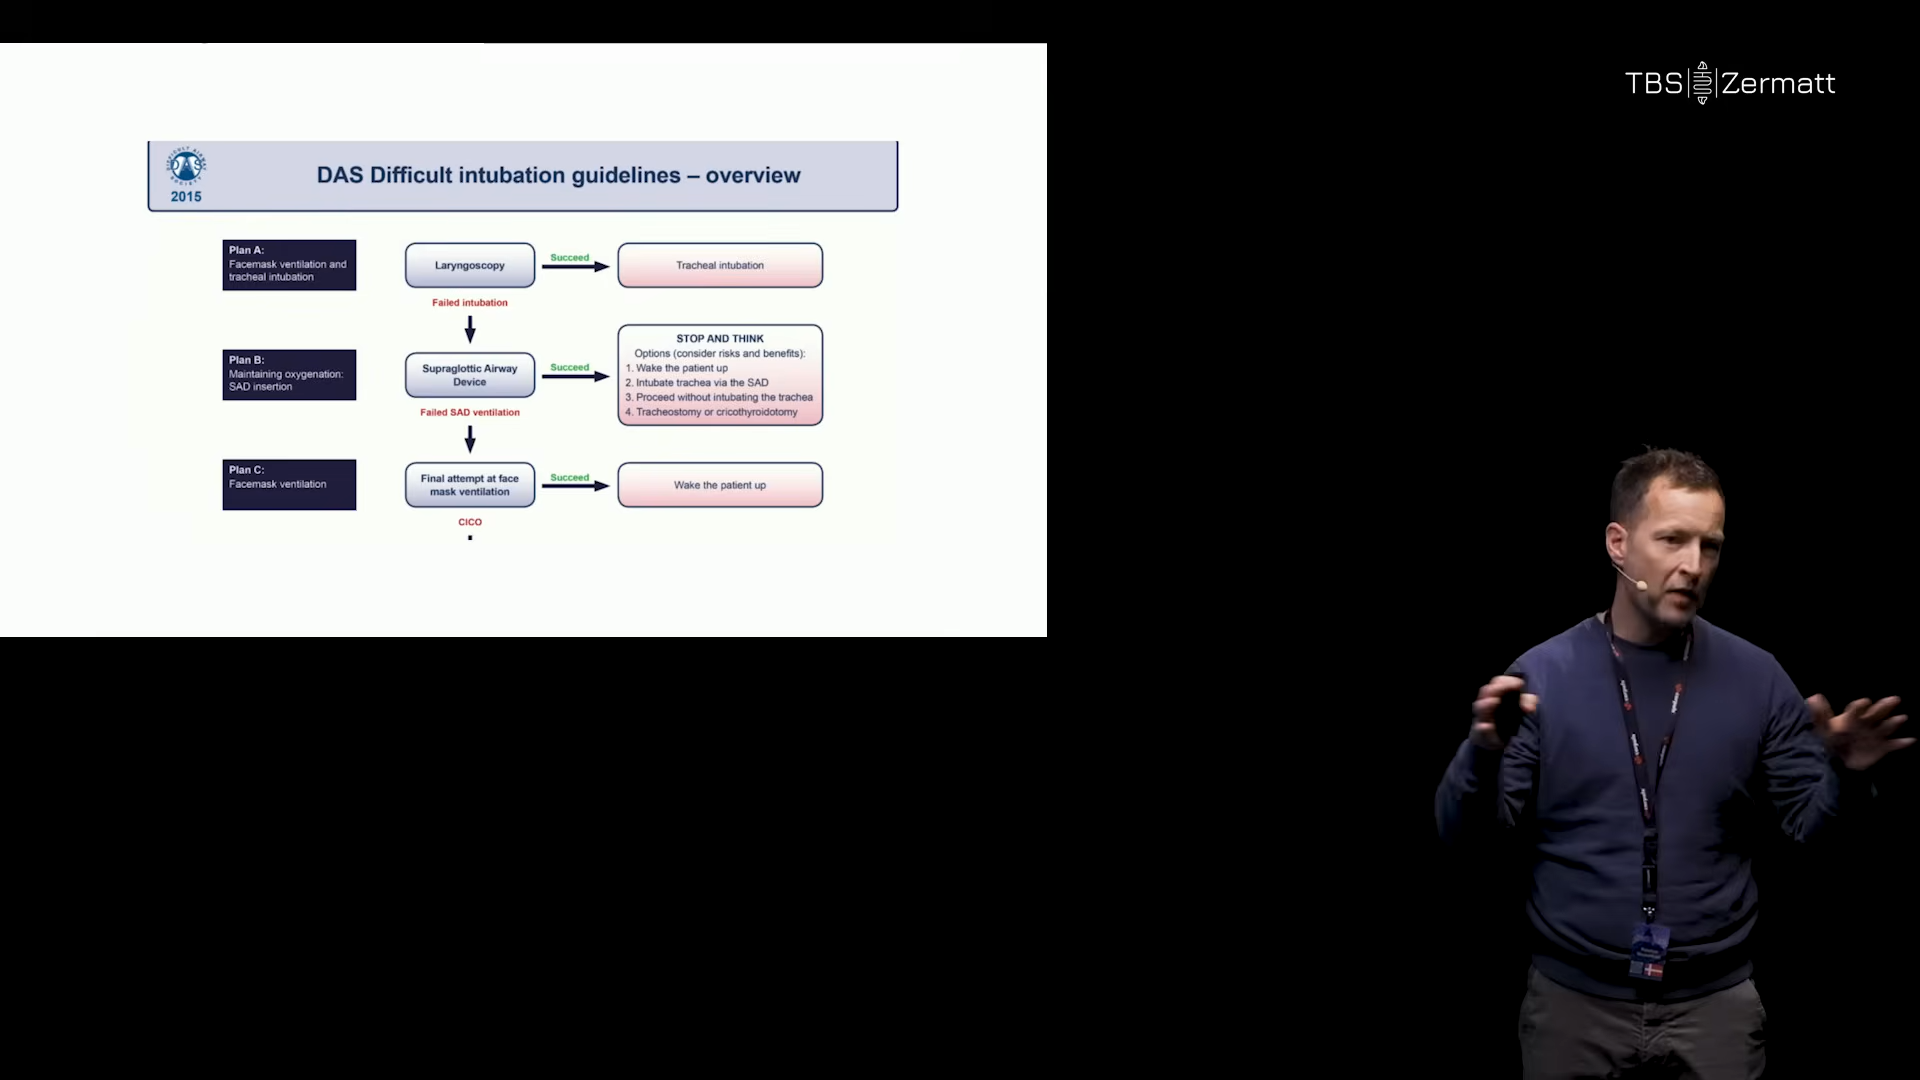 TBS Zermatt
DIFFICULT AIRWAY SOCIETY
DAS
2015
DAS Difficult intubation guidelines – overview
Plan A:
Facemask ventilation and
tracheal intubation
Laryngoscopy
Succeed
Tracheal intubation
Failed intubation
Plan B:
Maintaining oxygenation:
SAD insertion
Supraglottic Airway
Device
Succeed
STOP AND THINK
Options (consider risks and benefits):
1. Wake the patient up
2. Intubate trachea via the SAD
3. Proceed without intubating the trachea
4. Tracheostomy or cricothyroidotomy
Failed SAD ventilation
Plan C:
Facemask ventilation
Final attempt at face
mask ventilation
Succeed
Wake the patient up
CICO